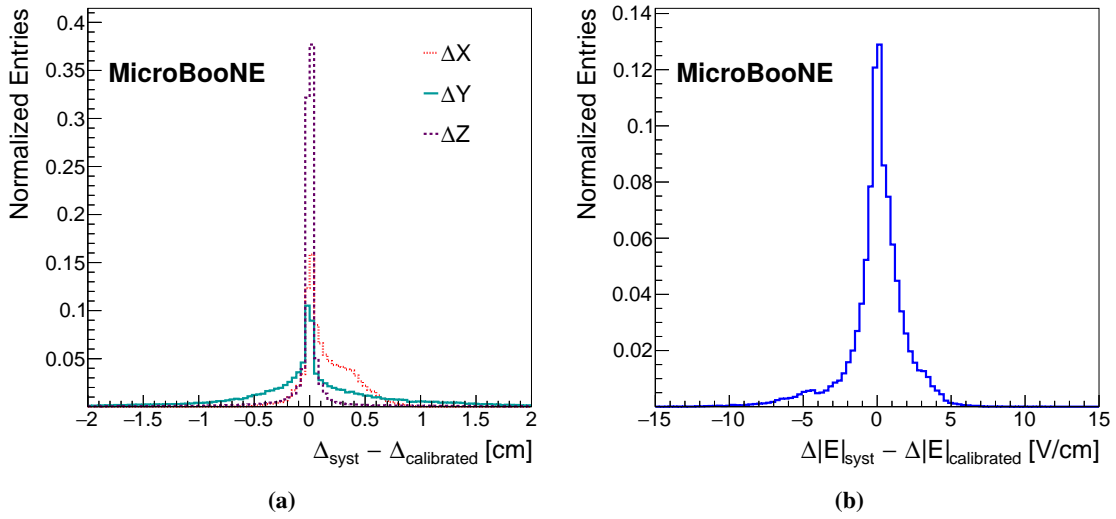 MicroBooNE
Normalized Entries
0.4
0.35
0.3
0.25
0.2
0.15
0.1
0.05
ΔX
ΔY
ΔZ
−2 −1.5 −1 −0.5 0 0.5 1 1.5 2
Δsyst − Δcalibrated [cm]
(a)
MicroBooNE
Normalized Entries
0.14
0.12
0.1
0.08
0.06
0.04
0.02
−15 −10 −5 0 5 10 15
Δ|E|syst − Δ|E|calibrated [V/cm]
(b)